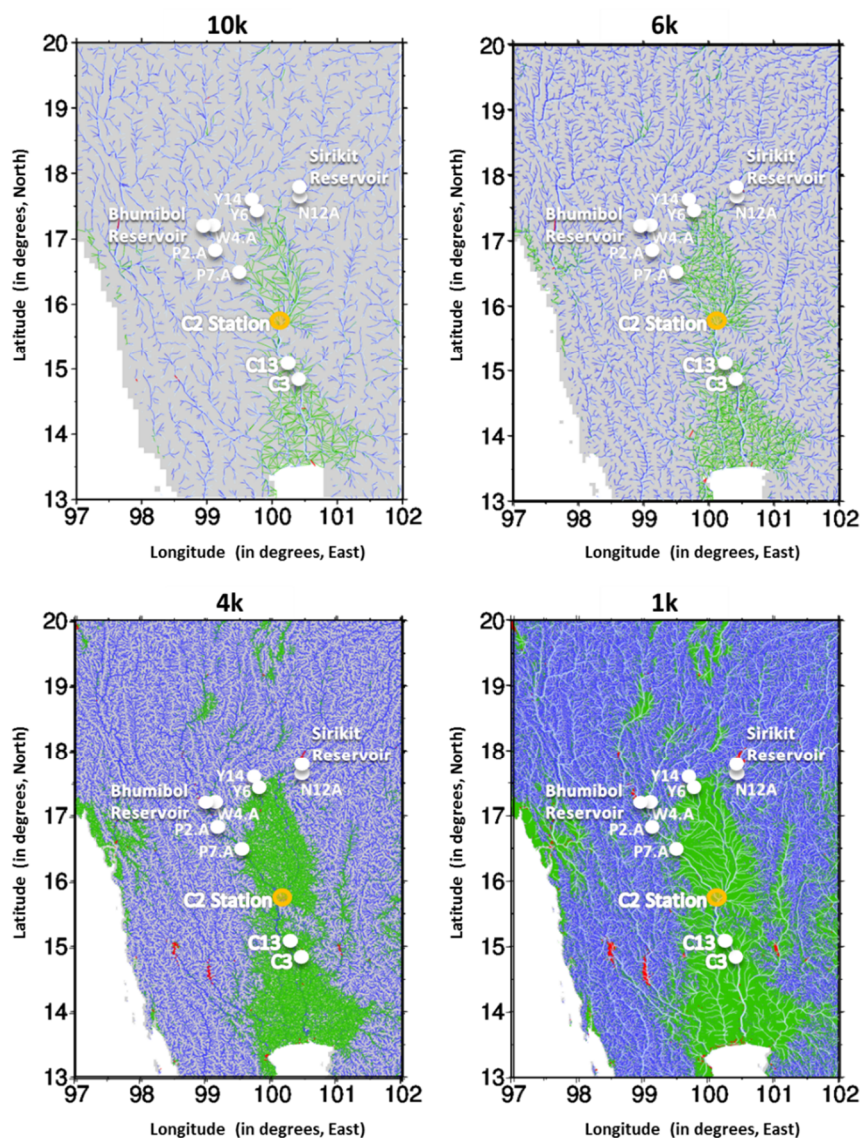 10k
20
19
18
17
16
15
14
13
Latitude (in degrees, North)
Sirikit
Reservoir
Y14
Y6
N12A
Bhumibol
Reservoir
W4.A
P2.A
P7.A
C2 Station
C13
C3
97 98 99 100 101 102
Longitude (in degrees, East)
6k
20
19
18
17
16
15
14
13
Latitude (in degrees, North)
Sirikit
Reservoir
Y14
Y6
N12A
Bhumibol
Reservoir
W4.A
P2.A
P7.A
C2 Station
C13
C3
97 98 99 100 101 102
Longitude (in degrees, East)
4k
20
19
18
17
16
15
14
13
Latitude (in degrees, North)
Sirikit
Reservoir
Y14
Y6
N12A
Bhumibol
Reservoir
W4.A
P2.A
P7.A
C2 Station
C13
C3
97 98 99 100 101 102
Longitude (in degrees, East)
1k
20
19
18
17
16
15
14
13
Latitude (in degrees, North)
Sirikit
Reservoir
Y14
Y6
N12A
Bhumibol
Reservoir
W4.A
P2.A
P7.A
C2 Station
C13
C3
97 98 99 100 101 102
Longitude (in degrees, East)